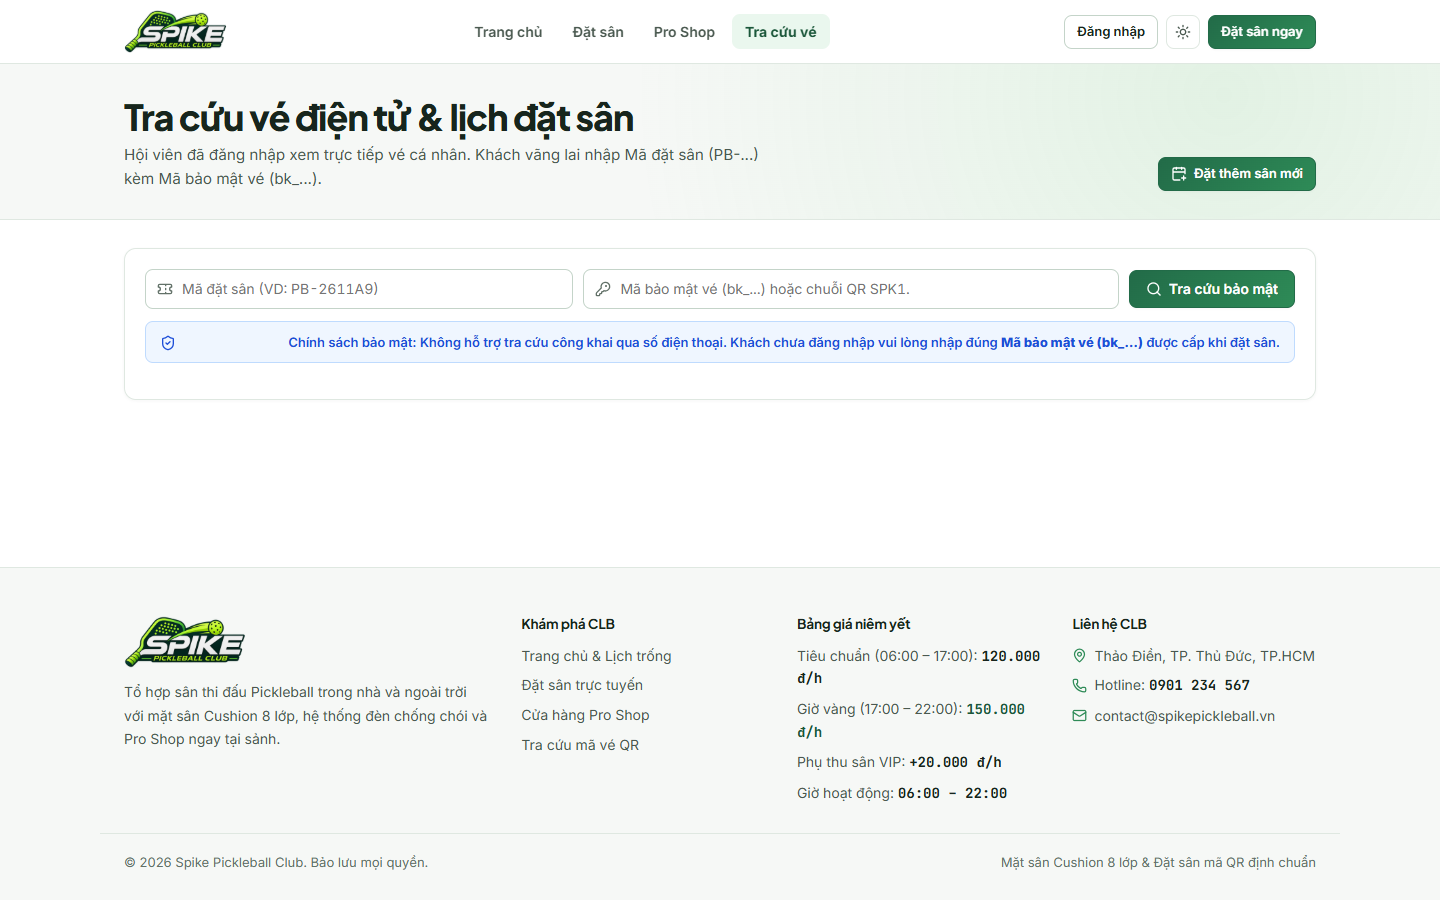 SPIKE
PICKLEBALL CLUB
Trang chủ
Đặt sân
Pro Shop
Tra cứu vé
Đăng nhập
Đặt sân ngay
Tra cứu vé điện tử & lịch đặt sân
Hội viên đã đăng nhập xem trực tiếp vé cá nhân. Khách vãng lai nhập Mã đặt sân (PB-...)
kèm Mã bảo mật vé (bk_...).
Đặt thêm sân mới
Mã đặt sân (VD: PB-2611A9)
Mã bảo mật vé (bk_...) hoặc chuỗi QR SPK1.
Tra cứu bảo mật
Chính sách bảo mật: Không hỗ trợ tra cứu công khai qua số điện thoại. Khách chưa đăng nhập vui lòng nhập đúng Mã bảo mật vé (bk_...) được cấp khi đặt sân.
SPIKE
PICKLEBALL CLUB
Tổ hợp sân thi đấu Pickleball trong nhà và ngoài trời
với mặt sân Cushion 8 lớp, hệ thống đèn chống chói và
Pro Shop ngay tại sảnh.
Khám phá CLB
Trang chủ & Lịch trống
Đặt sân trực tuyến
Cửa hàng Pro Shop
Tra cứu mã vé QR
Bảng giá niêm yết
Tiêu chuẩn (06:00 – 17:00): 120.000
đ/h
Giờ vàng (17:00 – 22:00): 150.000
đ/h
Phụ thu sân VIP: +20.000 đ/h
Giờ hoạt động: 06:00 – 22:00
Liên hệ CLB
Thảo Điền, TP. Thủ Đức, TP.HCM
Hotline: 0901 234 567
contact@spikepickleball.vn
© 2026 Spike Pickleball Club. Bảo lưu mọi quyền.
Mặt sân Cushion 8 lớp & Đặt sân mã QR định chuẩn